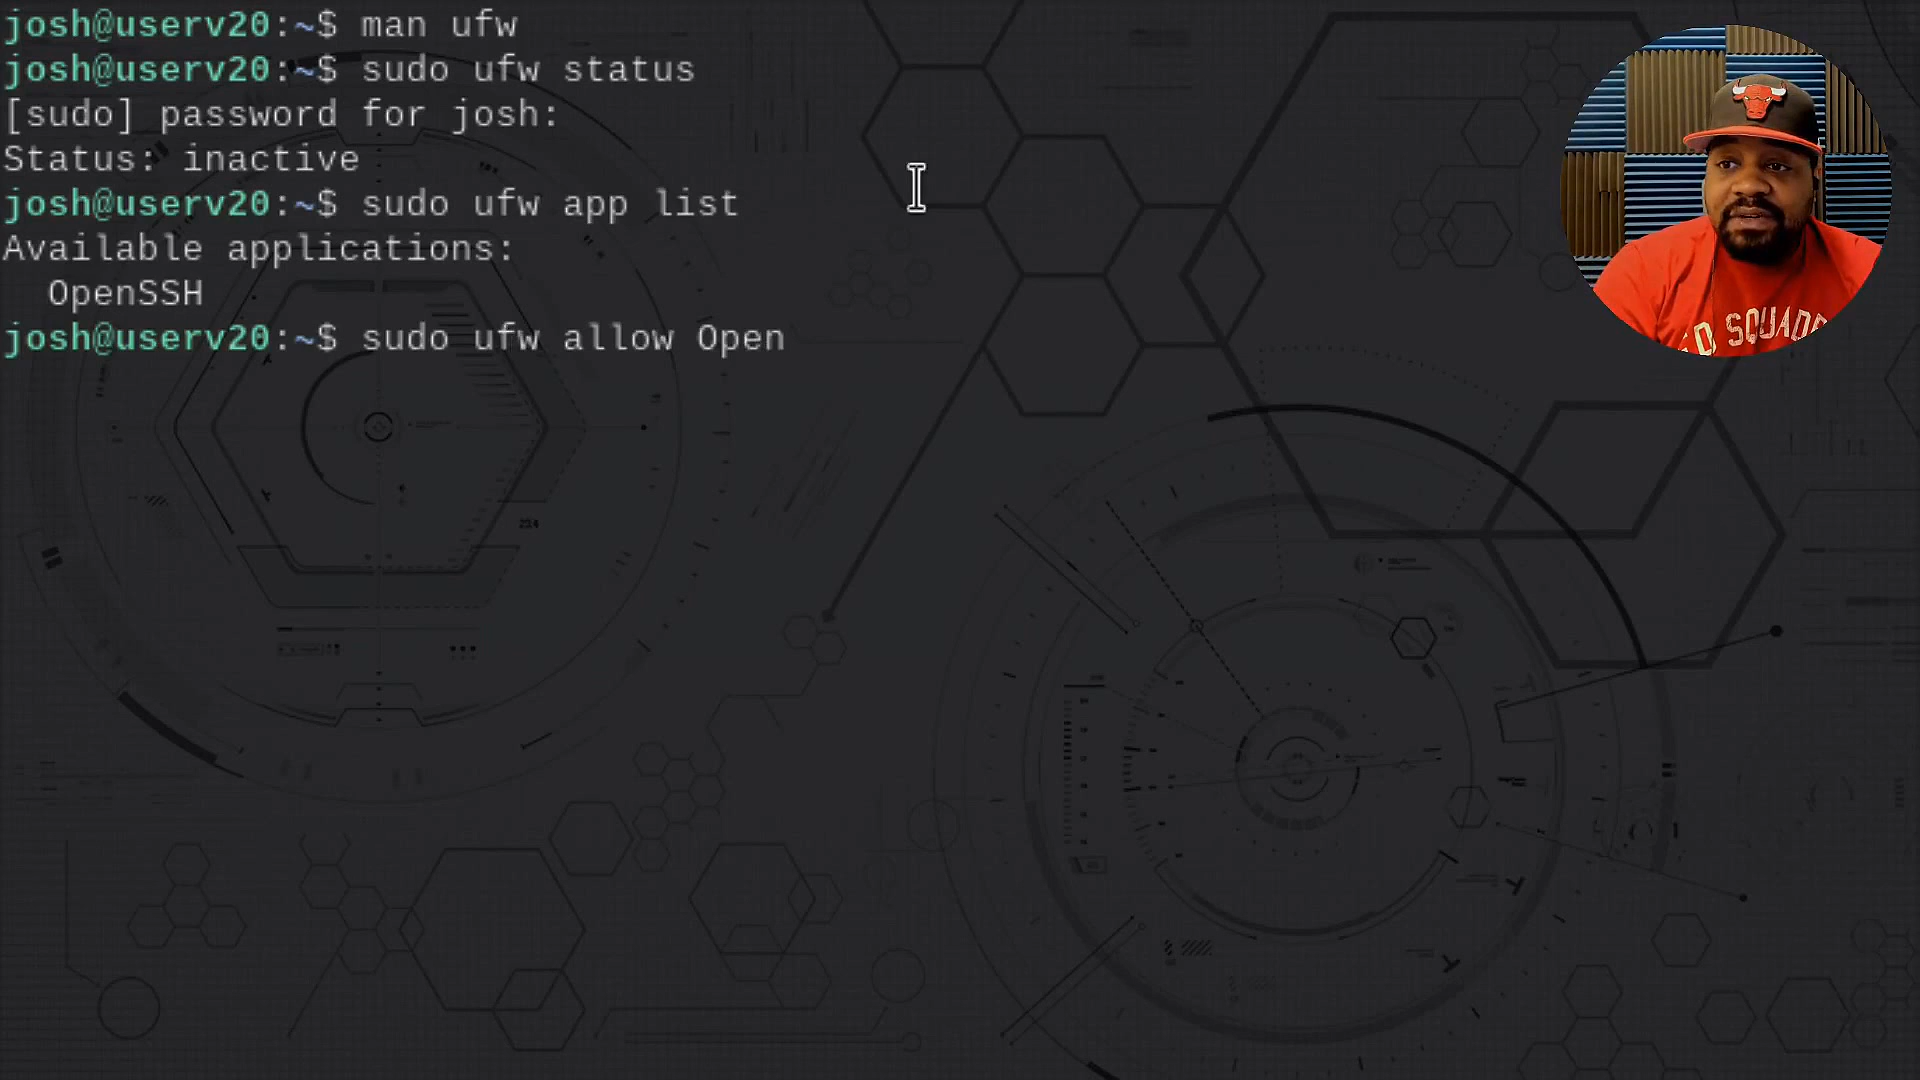 josh@userv20:~$ man ufw
josh@userv20:~$ sudo ufw status
[sudo] password for josh:
Status: inactive
josh@userv20:~$ sudo ufw app list
Available applications:
  OpenSSH
josh@userv20:~$ sudo ufw allow Open
SQUAD